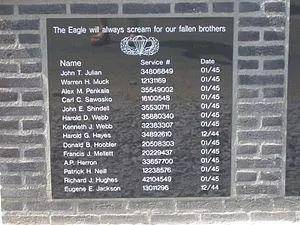 The Eagle will always scream for our fallen brothers
Name Service # Date
John T. Julian 34806849 01/45
Warren H. Muck 12131169 01/45
Alex M. Penkala 35549002 01/45
Carl C. Sawosko 16100548 01/45
John E. Shindell 35530711 01/45
Harold D. Webb 35880340 01/45
Kenneth J. Webb 32383307 01/45
Harold G. Hayes 34892610 12/44
Donald B. Hoobler 20508303 01/45
Francis J. Mellett 20229437 01/45
A.P. Herron 33657700 01/45
Patrick H. Neill 12238576 01/45
Richard J. Hughes 42104549 01/45
Eugene E. Jackson 13011296 12/44